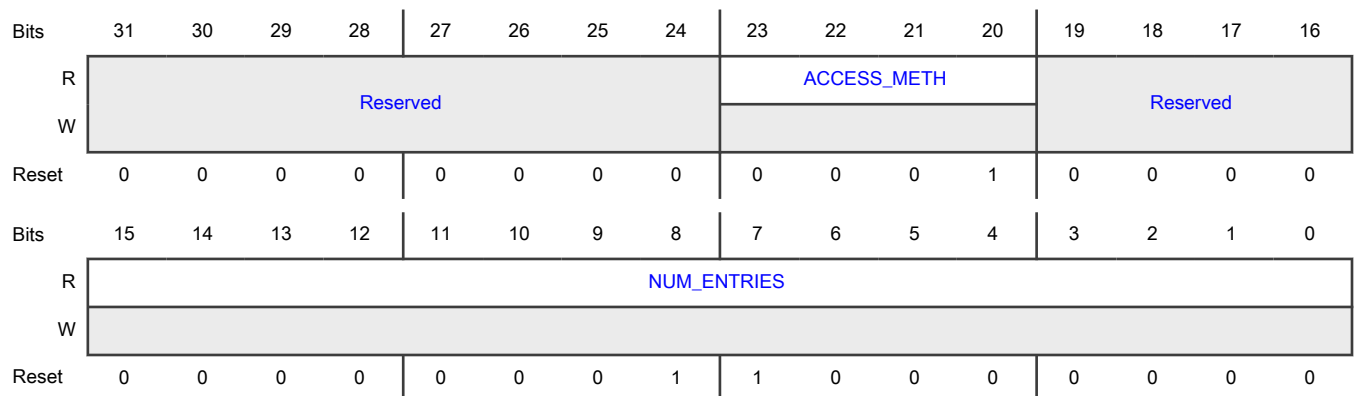 Bits 31 30 29 28 27 26 25 24 23 22 21 20 19 18 17 16
R Reserved ACCESS_METH Reserved
W
Reset 0 0 0 0 0 0 0 0 0 0 0 1 0 0 0 0
Bits 15 14 13 12 11 10 9 8 7 6 5 4 3 2 1 0
R NUM_ENTRIES
W
Reset 0 0 0 0 0 0 0 1 1 0 0 0 0 0 0 0